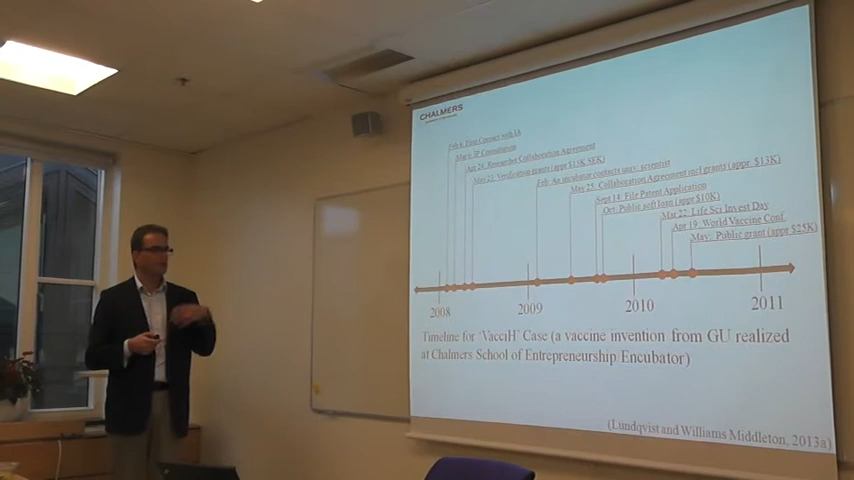 CHALMERS
Feb 6: First Contact with IA
Mar 6: IP Consultation
Apr 24: Researcher Collaboration Agreement
May 23: Verification grants (appr $15K SEK)
Feb: An incubator contacts univ. scientist
May 25: Collaboration Agreement incl grants (appr. $13K)
Sept 14: File Patent Application
Oct: Public soft loan (appr $10K)
Mar 22: Life Sci Invest Day
Apr 19: World Vaccine Conf.
May: Public grant (appr $25K)
2008 2009 2010 2011
Timeline for 'VacciH' Case (a vaccine invention from GU realized
at Chalmers School of Entrepreneurship Encubator)
(Lundqvist and Williams Middleton, 2013a)